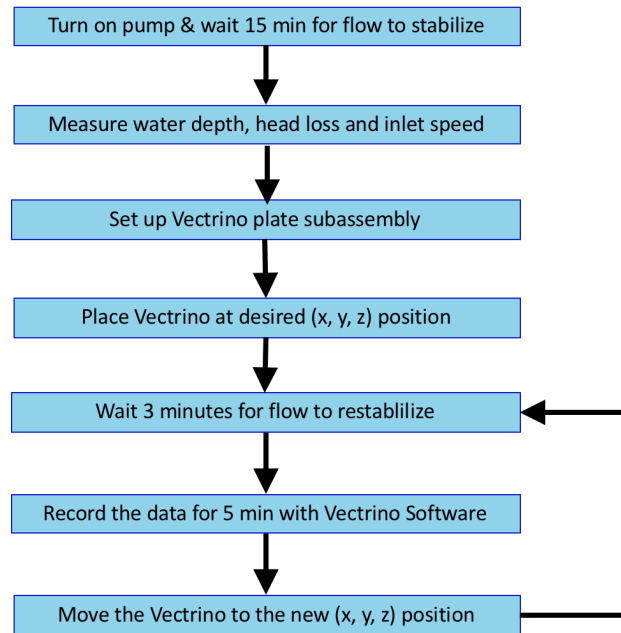 Turn on pump & wait 15 min for flow to stabilize
Measure water depth, head loss and inlet speed
Set up Vectrino plate subassembly
Place Vectrino at desired (x, y, z) position
Wait 3 minutes for flow to restablilize
Record the data for 5 min with Vectrino Software
Move the Vectrino to the new (x, y, z) position